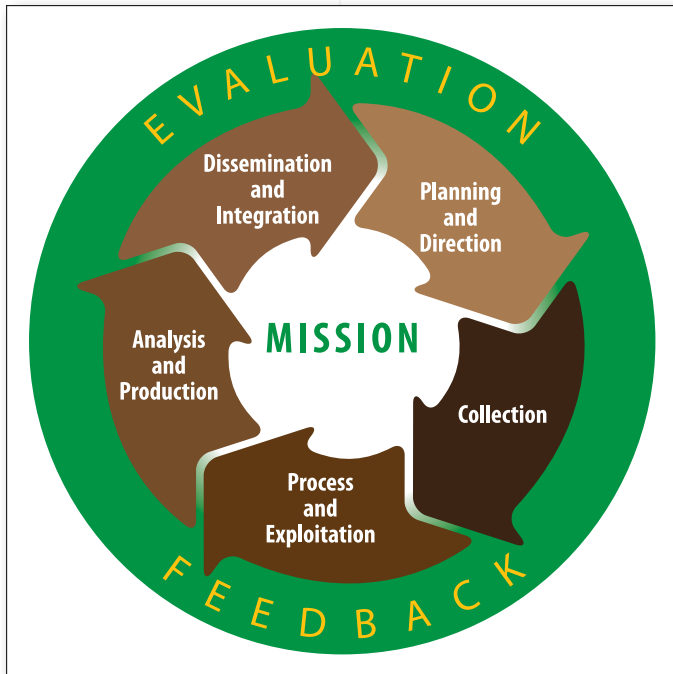 EVALUATION
Dissemination
and
Integration
Planning
and
Direction
MISSION
Analysis
and
Production
Collection
Process
and
Exploitation
FEEDBACK